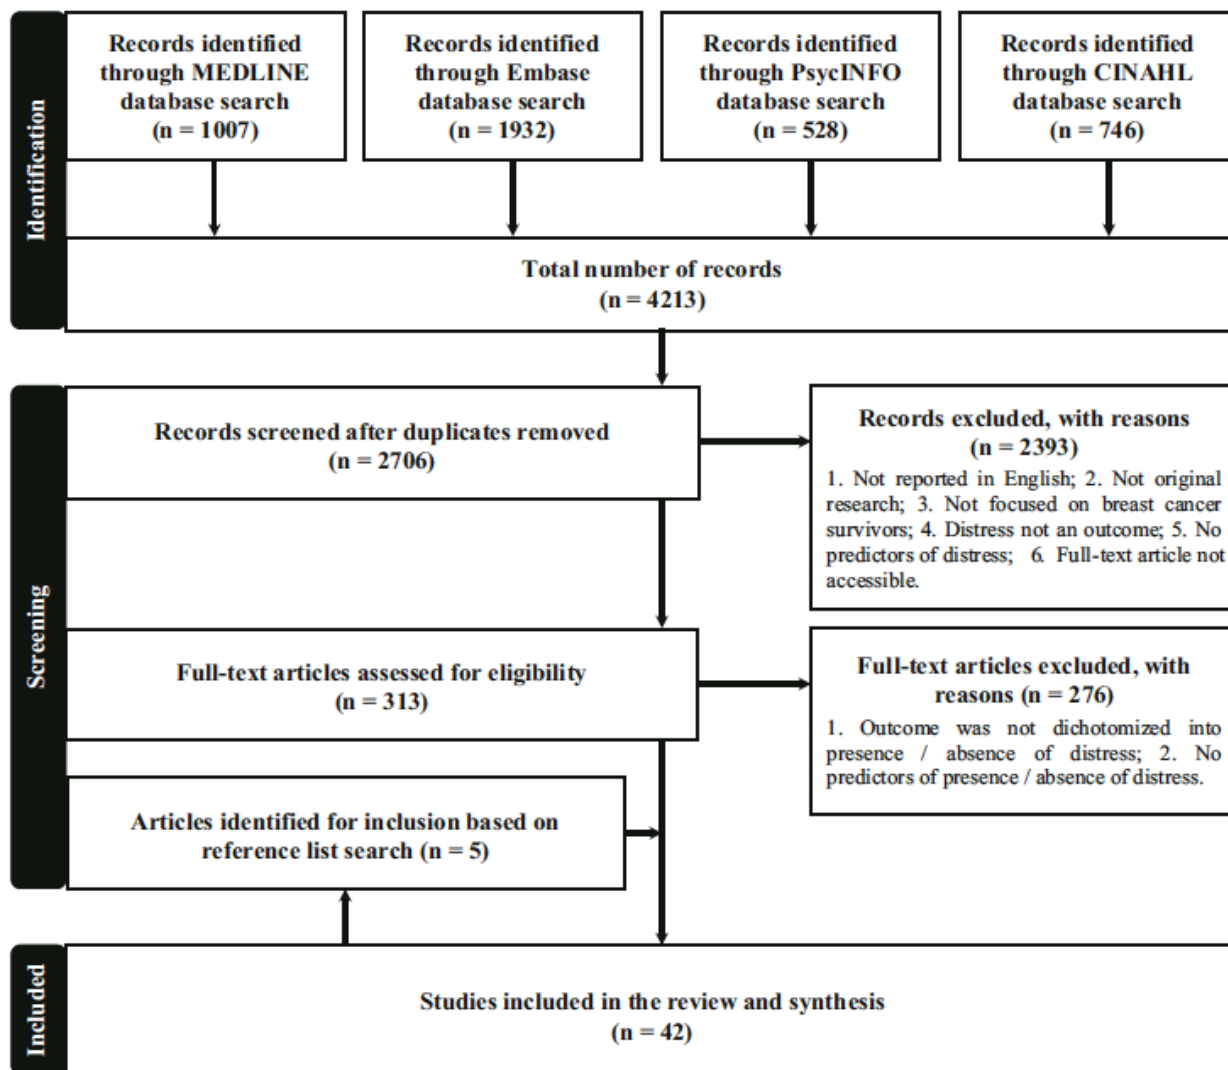 Identification
Records identified
through MEDLINE
database search
(n = 1007)
Records identified
through Embase
database search
(n = 1932)
Records identified
through PsycINFO
database search
(n = 528)
Records identified
through CINAHL
database search
(n = 746)
Total number of records
(n = 4213)
Screening
Records screened after duplicates removed
(n = 2706)
Records excluded, with reasons
(n = 2393)
1. Not reported in English; 2. Not original
research; 3. Not focused on breast cancer
survivors; 4. Distress not an outcome; 5. No
predictors of distress; 6. Full-text article not
accessible.
Full-text articles assessed for eligibility
(n = 313)
Full-text articles excluded, with
reasons (n = 276)
1. Outcome was not dichotomized into
presence / absence of distress; 2. No
predictors of presence / absence of distress.
Articles identified for inclusion based on
reference list search (n = 5)
Included
Studies included in the review and synthesis
(n = 42)